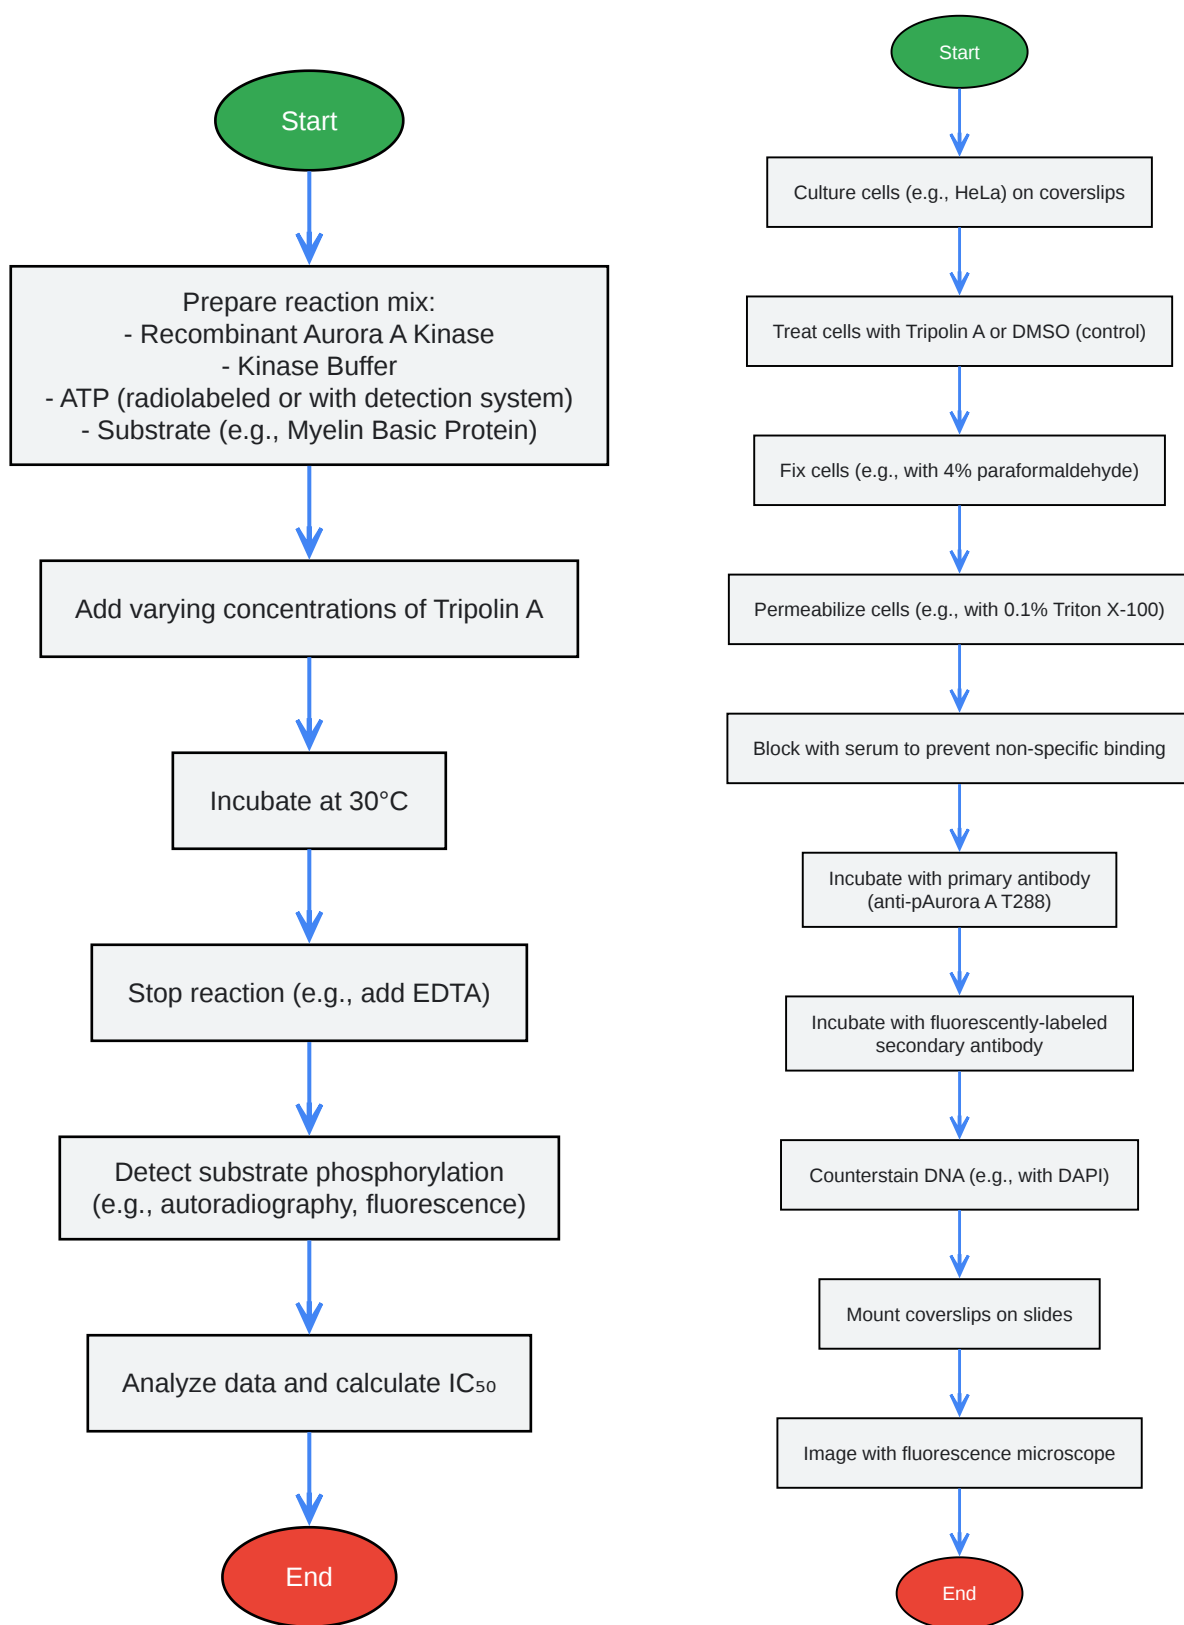 Start
Prepare reaction mix:
- Recombinant Aurora A Kinase
- Kinase Buffer
- ATP (radiolabeled or with detection system)
- Substrate (e.g., Myelin Basic Protein)
Add varying concentrations of Tripolin A
Incubate at 30°C
Stop reaction (e.g., add EDTA)
Detect substrate phosphorylation
(e.g., autoradiography, fluorescence)
Analyze data and calculate IC₅₀
End
Start
Culture cells (e.g., HeLa) on coverslips
Treat cells with Tripolin A or DMSO (control)
Fix cells (e.g., with 4% paraformaldehyde)
Permeabilize cells (e.g., with 0.1% Triton X-100)
Block with serum to prevent non-specific binding
Incubate with primary antibody
(anti-pAurora A T288)
Incubate with fluorescently-labeled
secondary antibody
Counterstain DNA (e.g., with DAPI)
Mount coverslips on slides
Image with fluorescence microscope
End